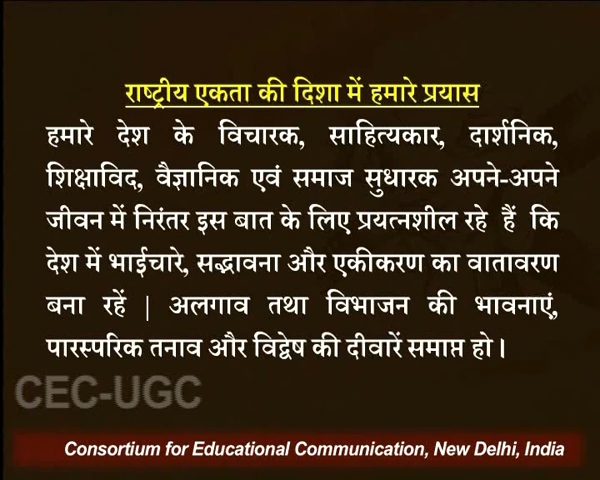 राष्ट्रीय एकता की दिशा में हमारे प्रयास
हमारे देश के विचारक, साहित्यकार, दार्शनिक,
शिक्षाविद, वैज्ञानिक एवं समाज सुधारक अपने-अपने
जीवन में निरंतर इस बात के लिए प्रयत्नशील रहे हैं कि
देश में भाईचारे, सद्भावना और एकीकरण का वातावरण
बना रहें | अलगाव तथा विभाजन की भावनाएं,
पारस्परिक तनाव और विद्वेष की दीवारें समाप्त हो।
CEC-UGC
Consortium for Educational Communication, New Delhi, India